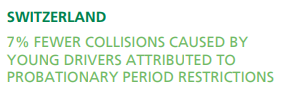 SWITZERLAND
7% FEWER COLLISIONS CAUSED BY
YOUNG DRIVERS ATTRIBUTED TO
PROBATIONARY PERIOD RESTRICTIONS